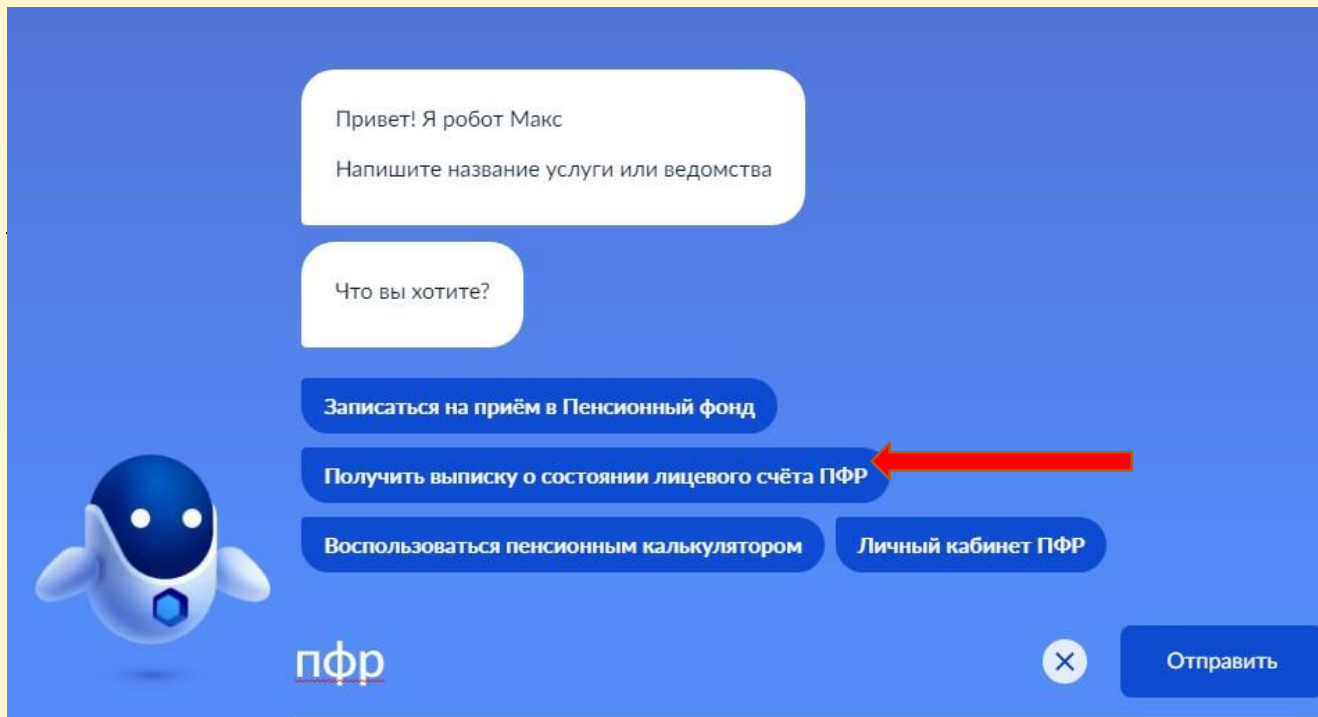 Привет! Я робот Макс
Напишите название услуги или ведомства
Что вы хотите?
Записаться на приём в Пенсионный фонд
Получить выписку о состоянии лицевого счёта ПФР
Воспользоваться пенсионным калькулятором
Личный кабинет ПФР
пфр
Отправить